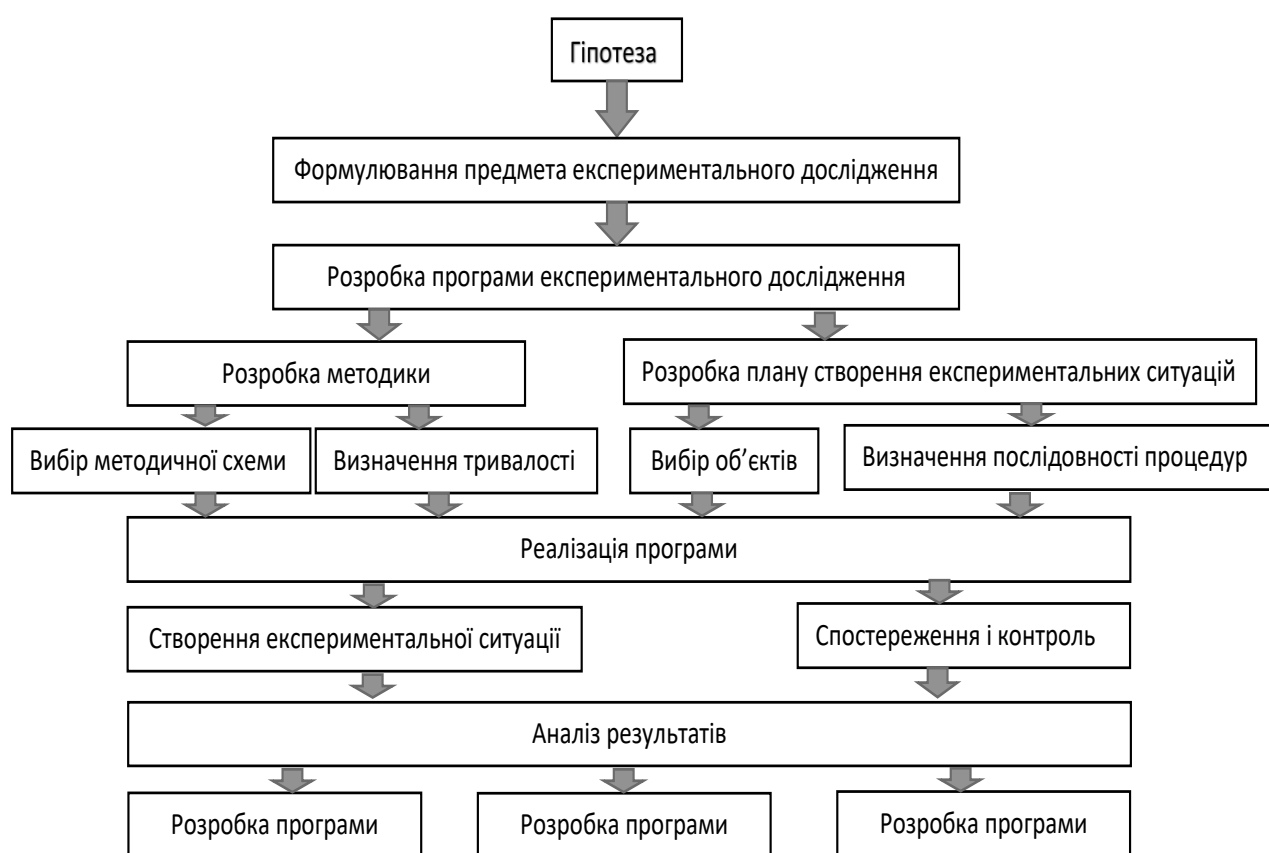 Гіпотеза
Формулювання предмета експериментального дослідження
Розробка програми експериментального дослідження
Розробка методики
Розробка плану створення експериментальних ситуацій
Вибір методичної схеми
Визначення тривалості
Вибір об’єктів
Визначення послідовності процедур
Реалізація програми
Створення експериментальної ситуації
Спостереження і контроль
Аналіз результатів
Розробка програми
Розробка програми
Розробка програми